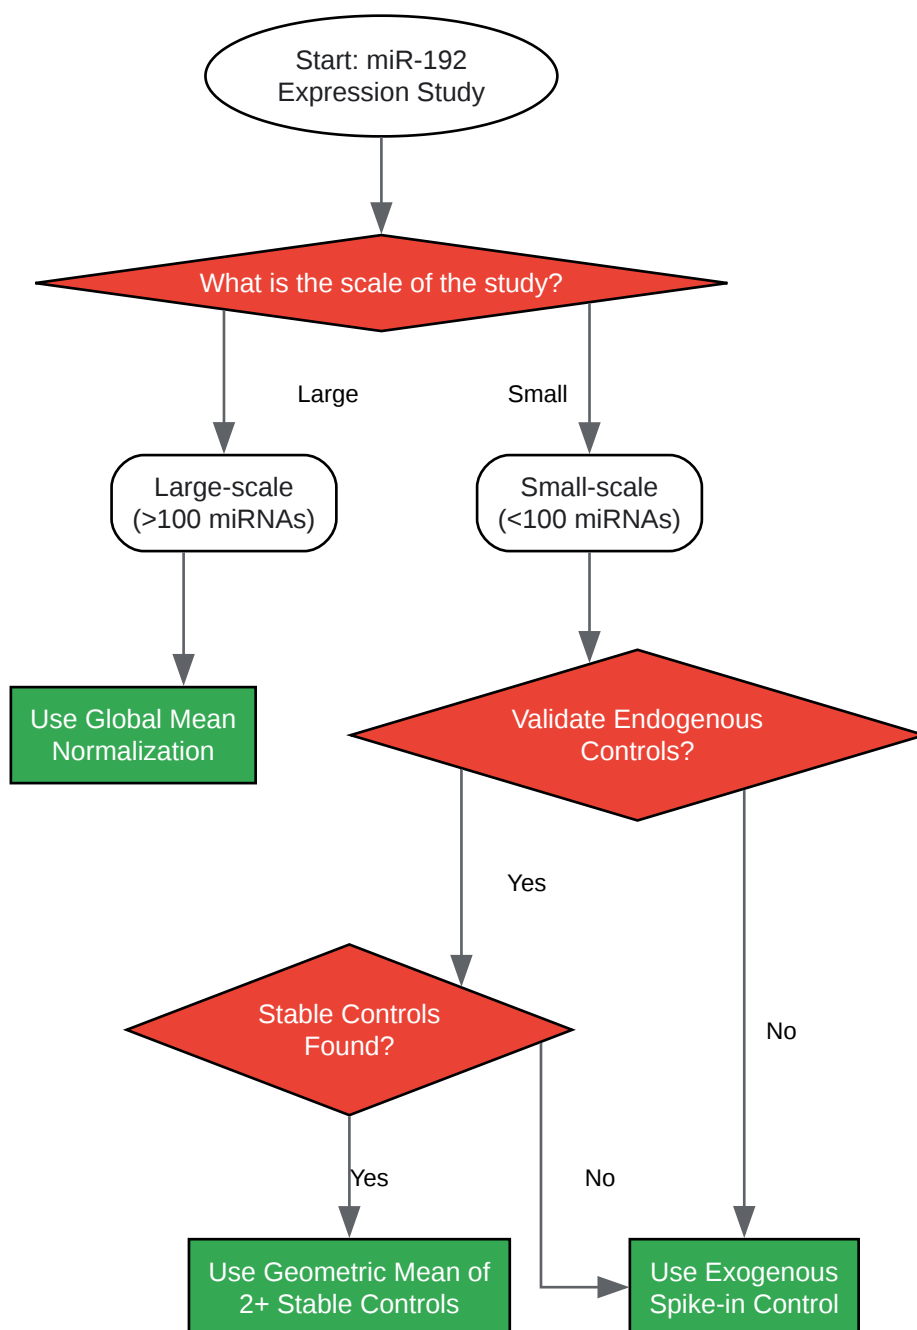 Start: miR-192
Expression Study
What is the scale of the study?
Large
Small
Large-scale
(>100 miRNAs)
Small-scale
(<100 miRNAs)
Use Global Mean
Normalization
Validate Endogenous
Controls?
Yes
Stable Controls
Found?
No
Yes
No
Use Geometric Mean of
2+ Stable Controls
Use Exogenous
Spike-in Control